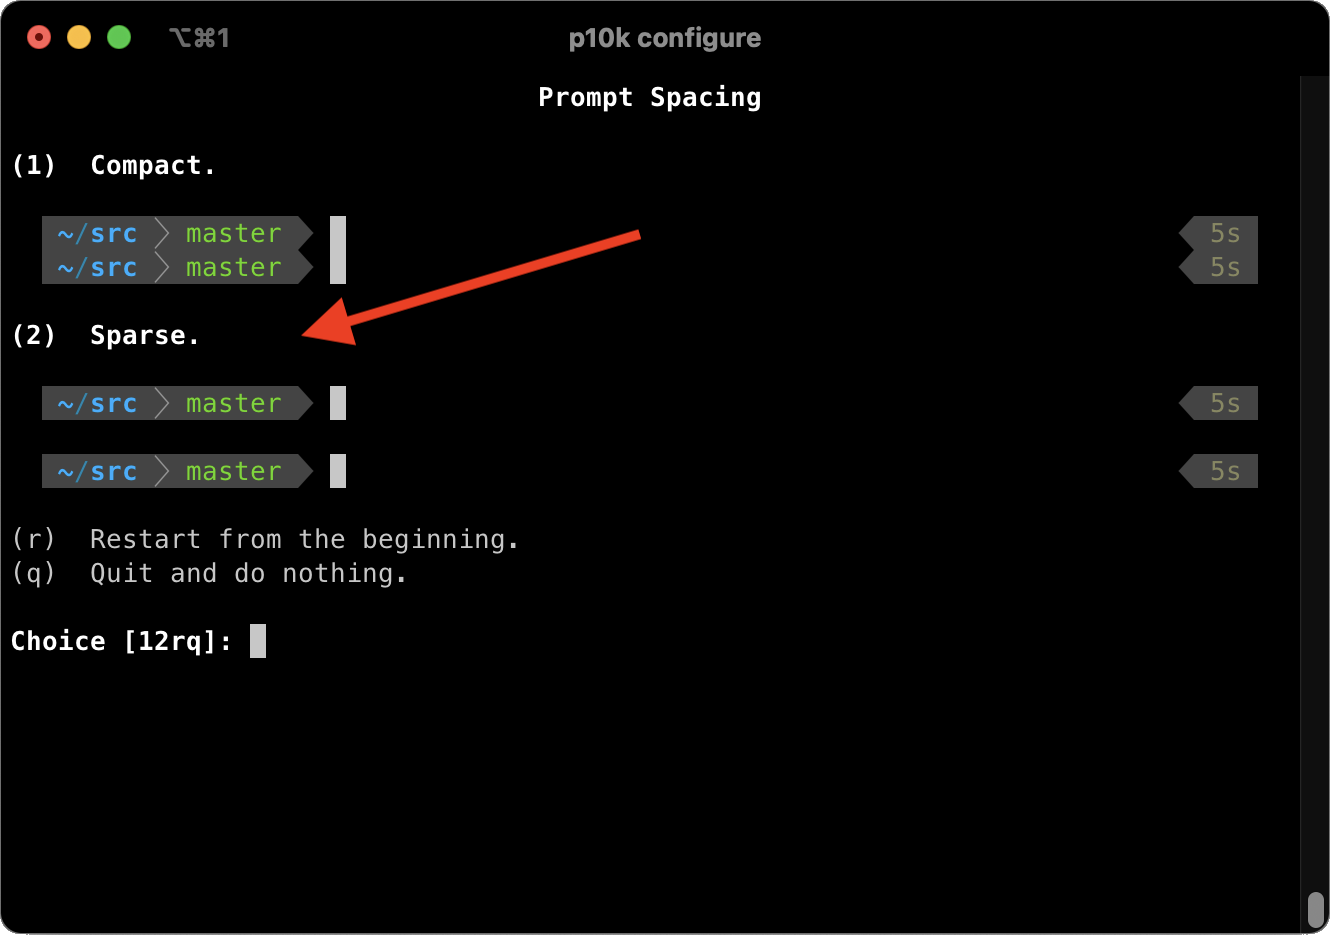 ⌥⌘1 p10k configure
Prompt Spacing
(1) Compact.
~/src master 5s
~/src master 5s
(2) Sparse.
~/src master 5s
~/src master 5s
(r) Restart from the beginning.
(q) Quit and do nothing.
Choice [12rq]: